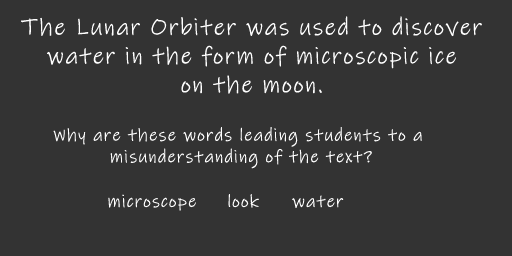 The Lunar Orbiter was used to discover
water in the form of microscopic ice
on the moon.
Why are these words leading students to a
misunderstanding of the text?
microscope look water